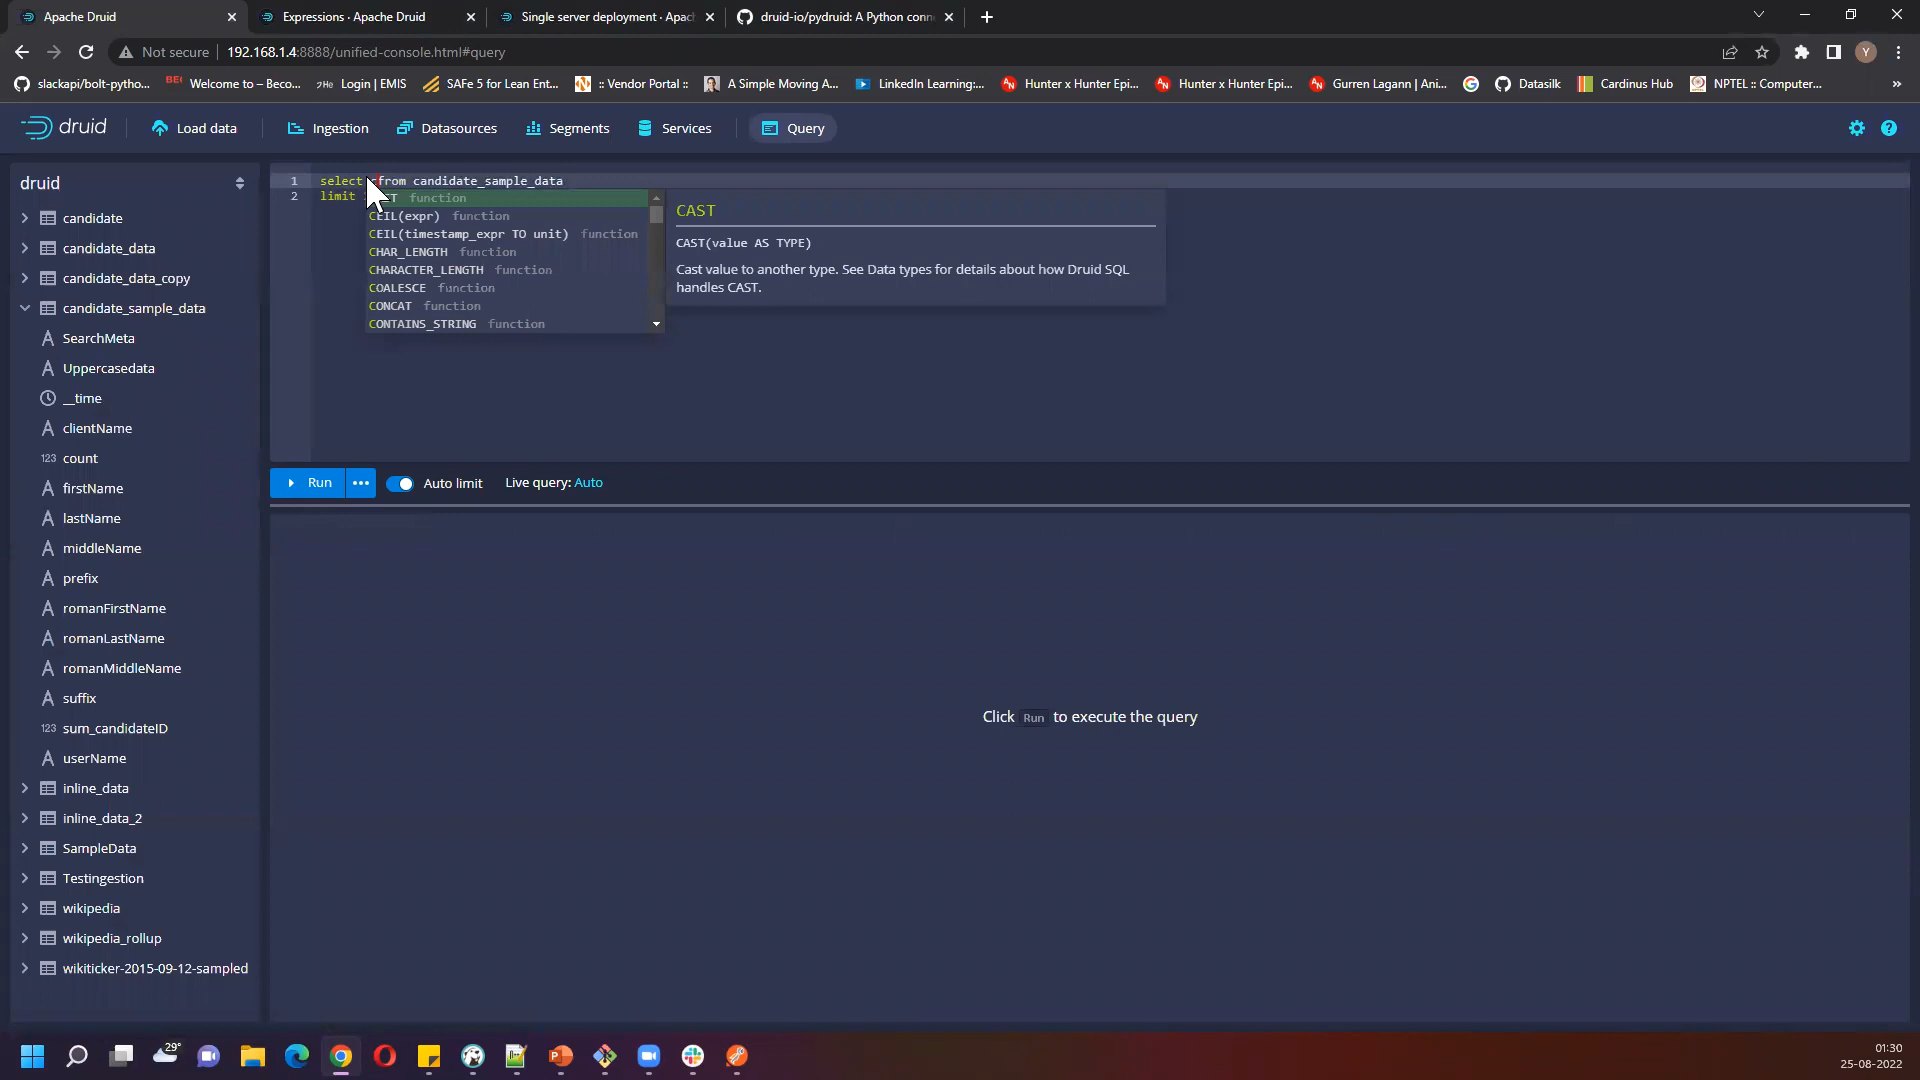 Apache Druid
Expressions · Apache Druid
Single server deployment · Apac
druid-io/pydruid: A Python conn
Not secure
192.168.1.4:8888/unified-console.html#query
Y
slackapi/bolt-pytho...
BEC
Welcome to – Beco...
Login | EMIS
SAFe 5 for Lean Ent...
:: Vendor Portal ::
A Simple Moving A...
LinkedIn Learning:...
Hunter x Hunter Epi...
Hunter x Hunter Epi...
Gurren Lagann | Ani...
Datasilk
Cardinus Hub
NPTEL :: Computer...
druid
Load data
Ingestion
Datasources
Segments
Services
Query
druid
candidate
candidate_data
candidate_data_copy
candidate_sample_data
SearchMeta
Uppercasedata
__time
clientName
123 count
firstName
lastName
middleName
prefix
romanFirstName
romanLastName
romanMiddleName
suffix
123 sum_candidateID
userName
inline_data
inline_data_2
SampleData
Testingestion
wikipedia
wikipedia_rollup
wikiticker-2015-09-12-sampled
1 select cfrom candidate_sample_data
2 limit
function
CEIL(expr) function
CEIL(timestamp_expr TO unit) function
CHAR_LENGTH function
CHARACTER_LENGTH function
COALESCE function
CONCAT function
CONTAINS_STRING function
CAST
CAST(value AS TYPE)
Cast value to another type. See Data types for details about how Druid SQL
handles CAST.
Run
Auto limit
Live query: Auto
Click Run to execute the query
29°
01:30
25-08-2022